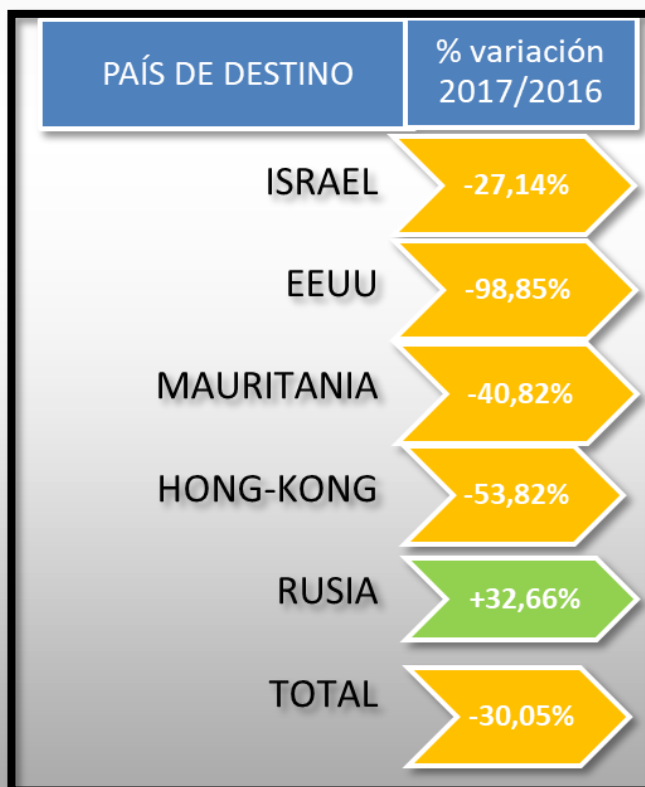 PAÍS DE DESTINO
% variación
2017/2016
ISRAEL
-27,14%
EEUU
-98,85%
MAURITANIA
-40,82%
HONG-KONG
-53,82%
RUSIA
+32,66%
TOTAL
-30,05%